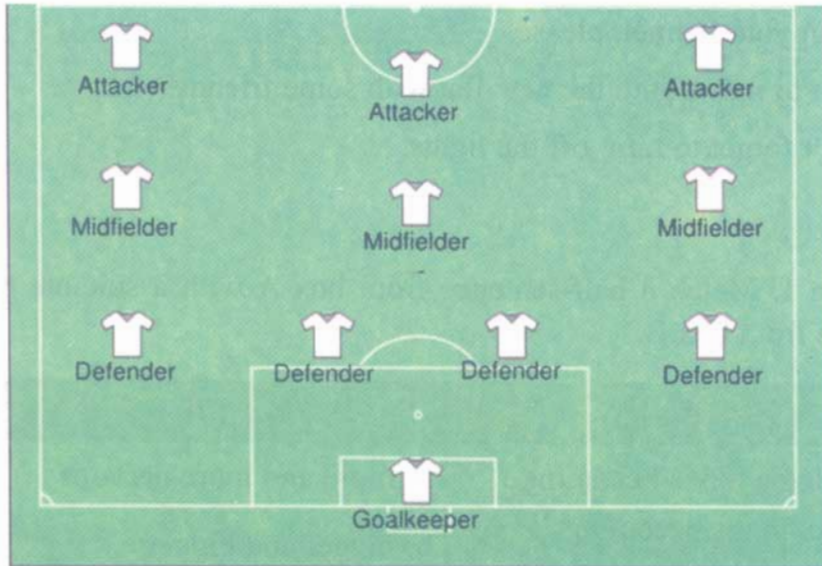 Attacker
Attacker
Attacker
Midfielder
Midfielder
Midfielder
Defender
Defender
Defender
Defender
Goalkeeper